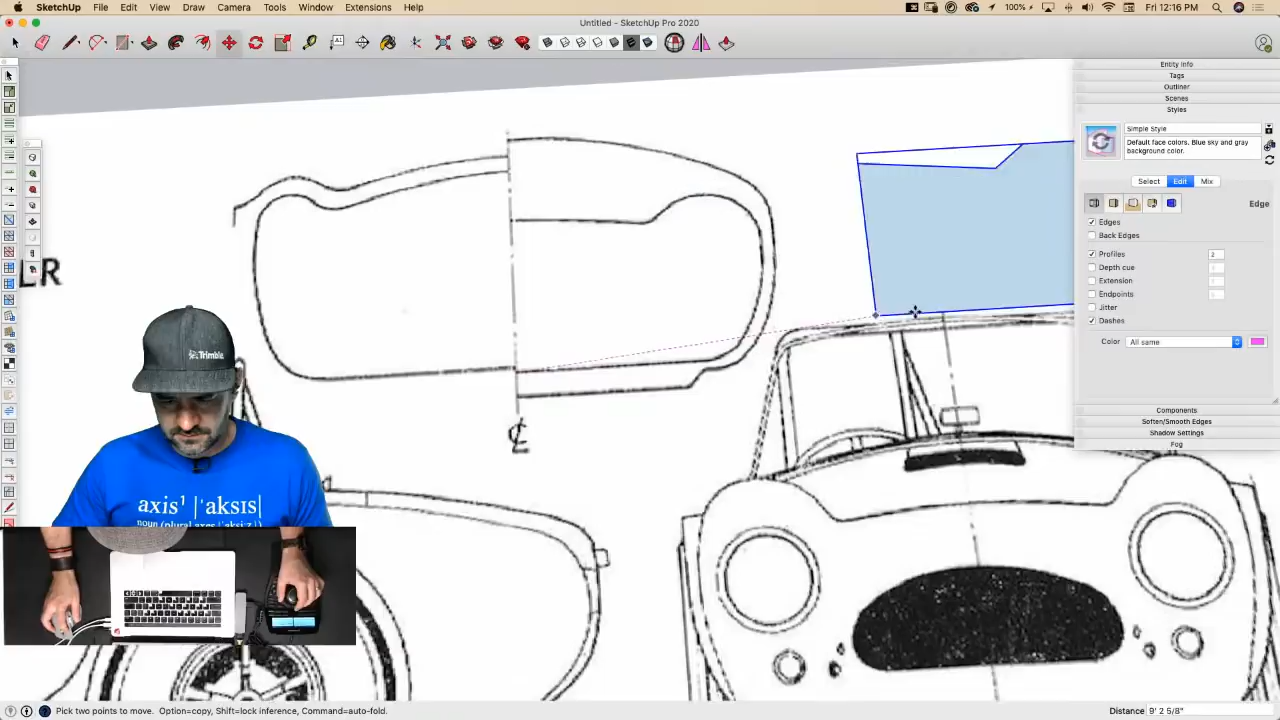 SketchUp File Edit View Draw Camera Tools Window Extensions Help
100% Fri 12:16 PM
Untitled - SketchUp Pro 2020
Entity Info
Tags
Outliner
Scenes
Styles
Simple Style
Default face colors. Blue sky and gray background color.
Select Edit Mix
Edge
Edges
Back Edges
Profiles 2
Depth cue
Extension
Endpoints
Jitter
Dashes
Color All same
Components
Soften/Smooth Edges
Shadow Settings
Fog
LR
℄
Trimble
axis¹ |ˈaksɪs|
Pick two points to move. Option=copy, Shift=lock inference, Command=auto-fold.
Distance 9' 2 6/8"